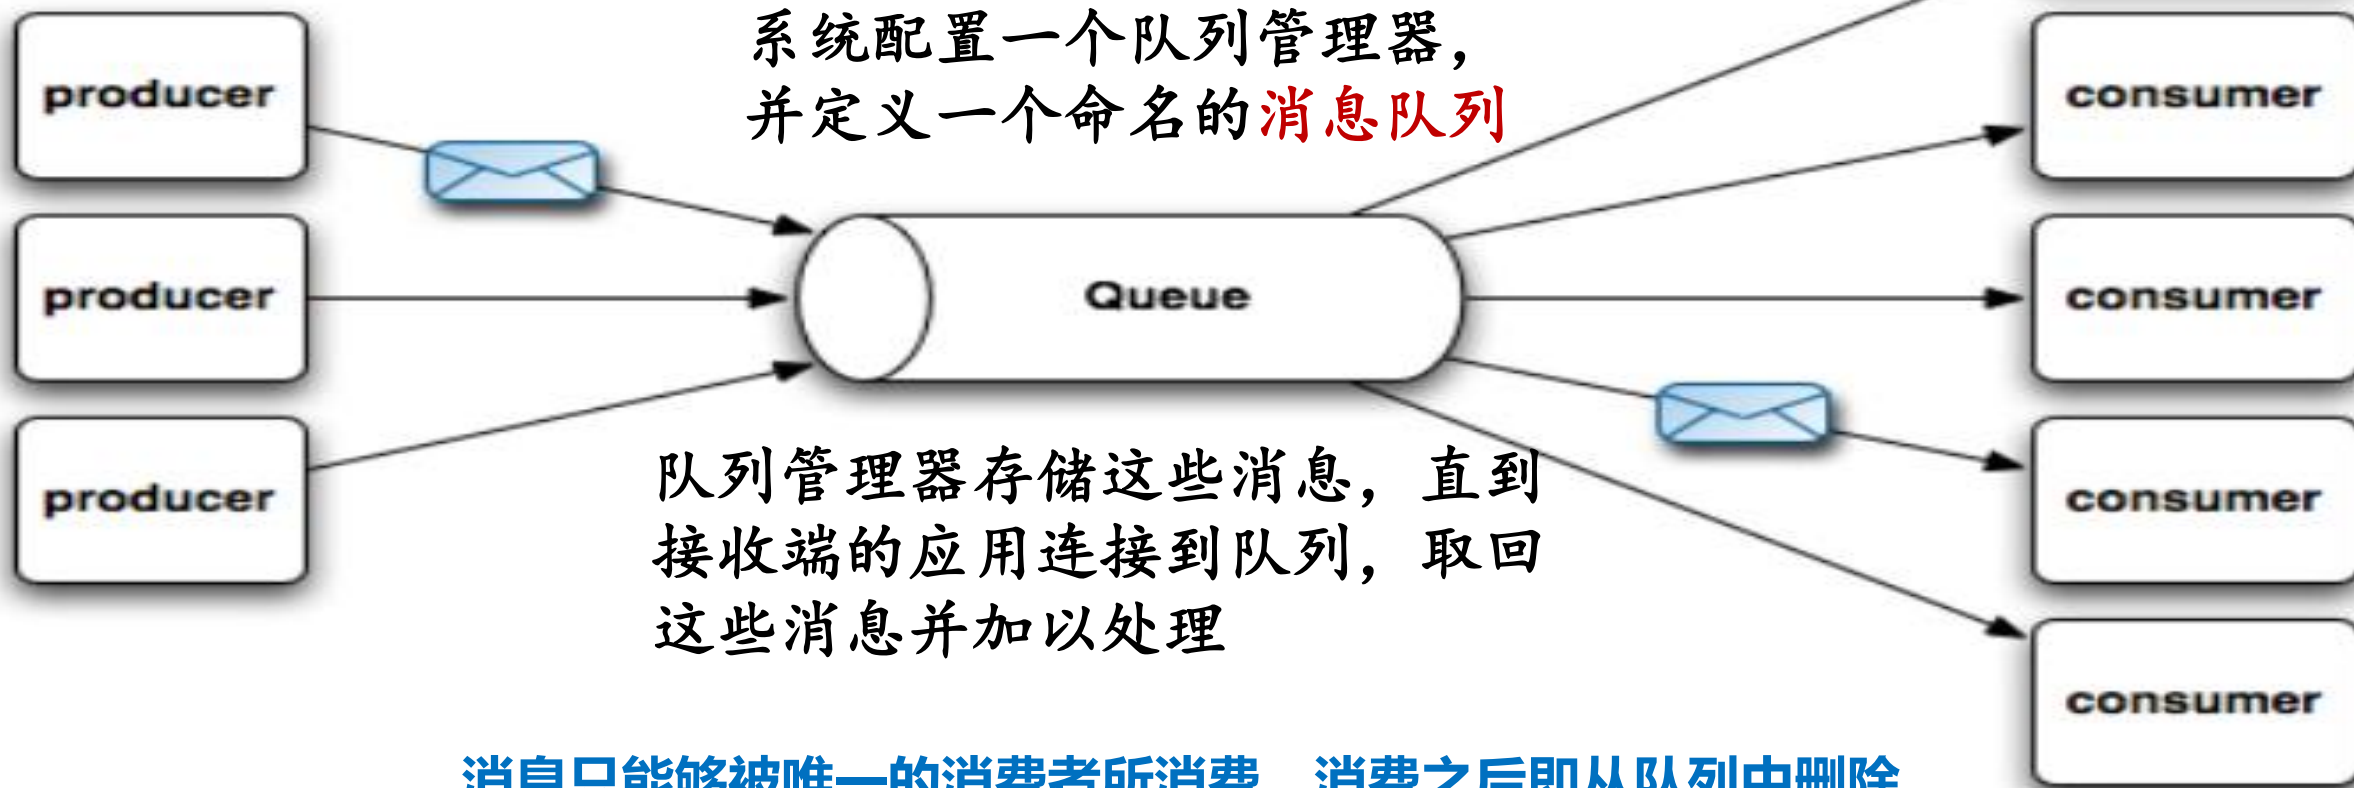 系统配置一个队列管理器，
并定义一个命名的消息队列
producer
consumer
producer
Queue
consumer
producer
consumer
队列管理器存储这些消息，直到
接收端的应用连接到队列，取回
这些消息并加以处理
consumer
消息只能够被唯一的消费者所消费 消费之后即从队列中删除